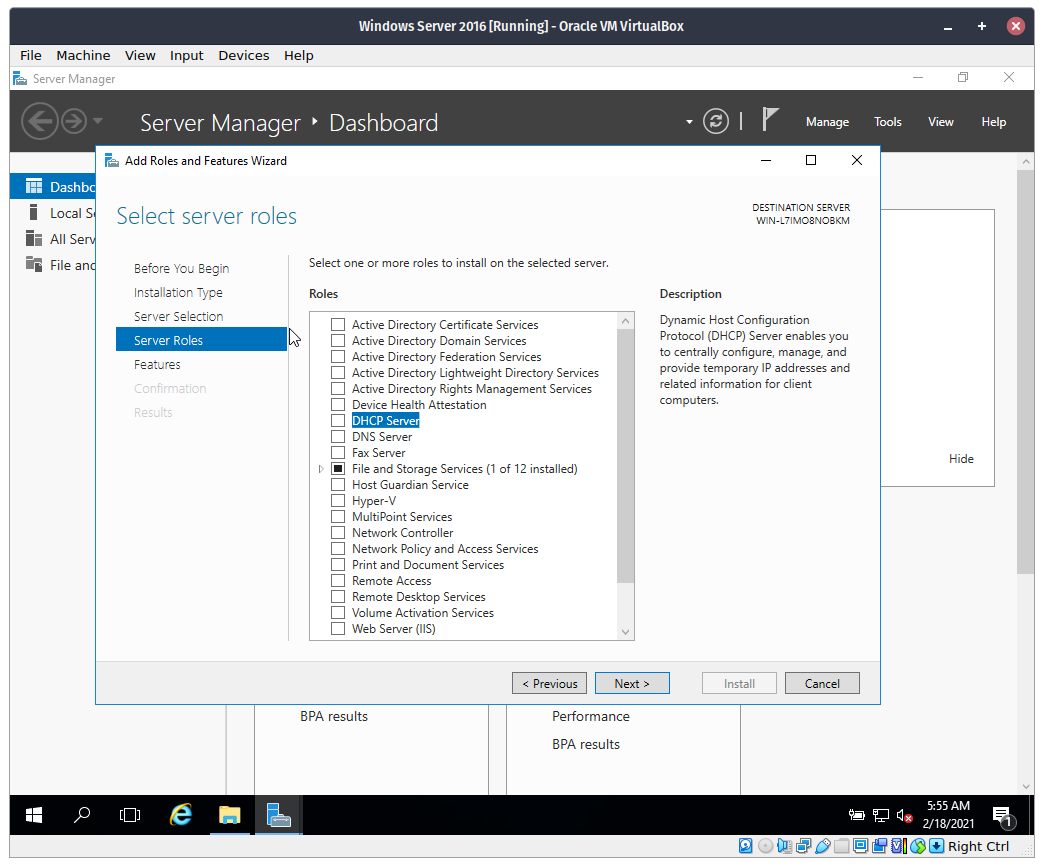 Windows Server 2016 [Running] - Oracle VM VirtualBox
File Machine View Input Devices Help
Server Manager
Server Manager Dashboard
Manage Tools View Help
Add Roles and Features Wizard
Dashbc
Local Se
All Serv
File and
Select server roles
DESTINATION SERVER
WIN-L7IMO8NOBKM
Before You Begin
Installation Type
Server Selection
Server Roles
Features
Confirmation
Results
Select one or more roles to install on the selected server.
Roles
Active Directory Certificate Services
Active Directory Domain Services
Active Directory Federation Services
Active Directory Lightweight Directory Services
Active Directory Rights Management Services
Device Health Attestation
DHCP Server
DNS Server
Fax Server
File and Storage Services (1 of 12 installed)
Host Guardian Service
Hyper-V
MultiPoint Services
Network Controller
Network Policy and Access Services
Print and Document Services
Remote Access
Remote Desktop Services
Volume Activation Services
Web Server (IIS)
Description
Dynamic Host Configuration
Protocol (DHCP) Server enables you
to centrally configure, manage, and
provide temporary IP addresses and
related information for client
computers.
Hide
< Previous Next > Install Cancel
BPA results
Performance
BPA results
5:55 AM
2/18/2021
1
Right Ctrl